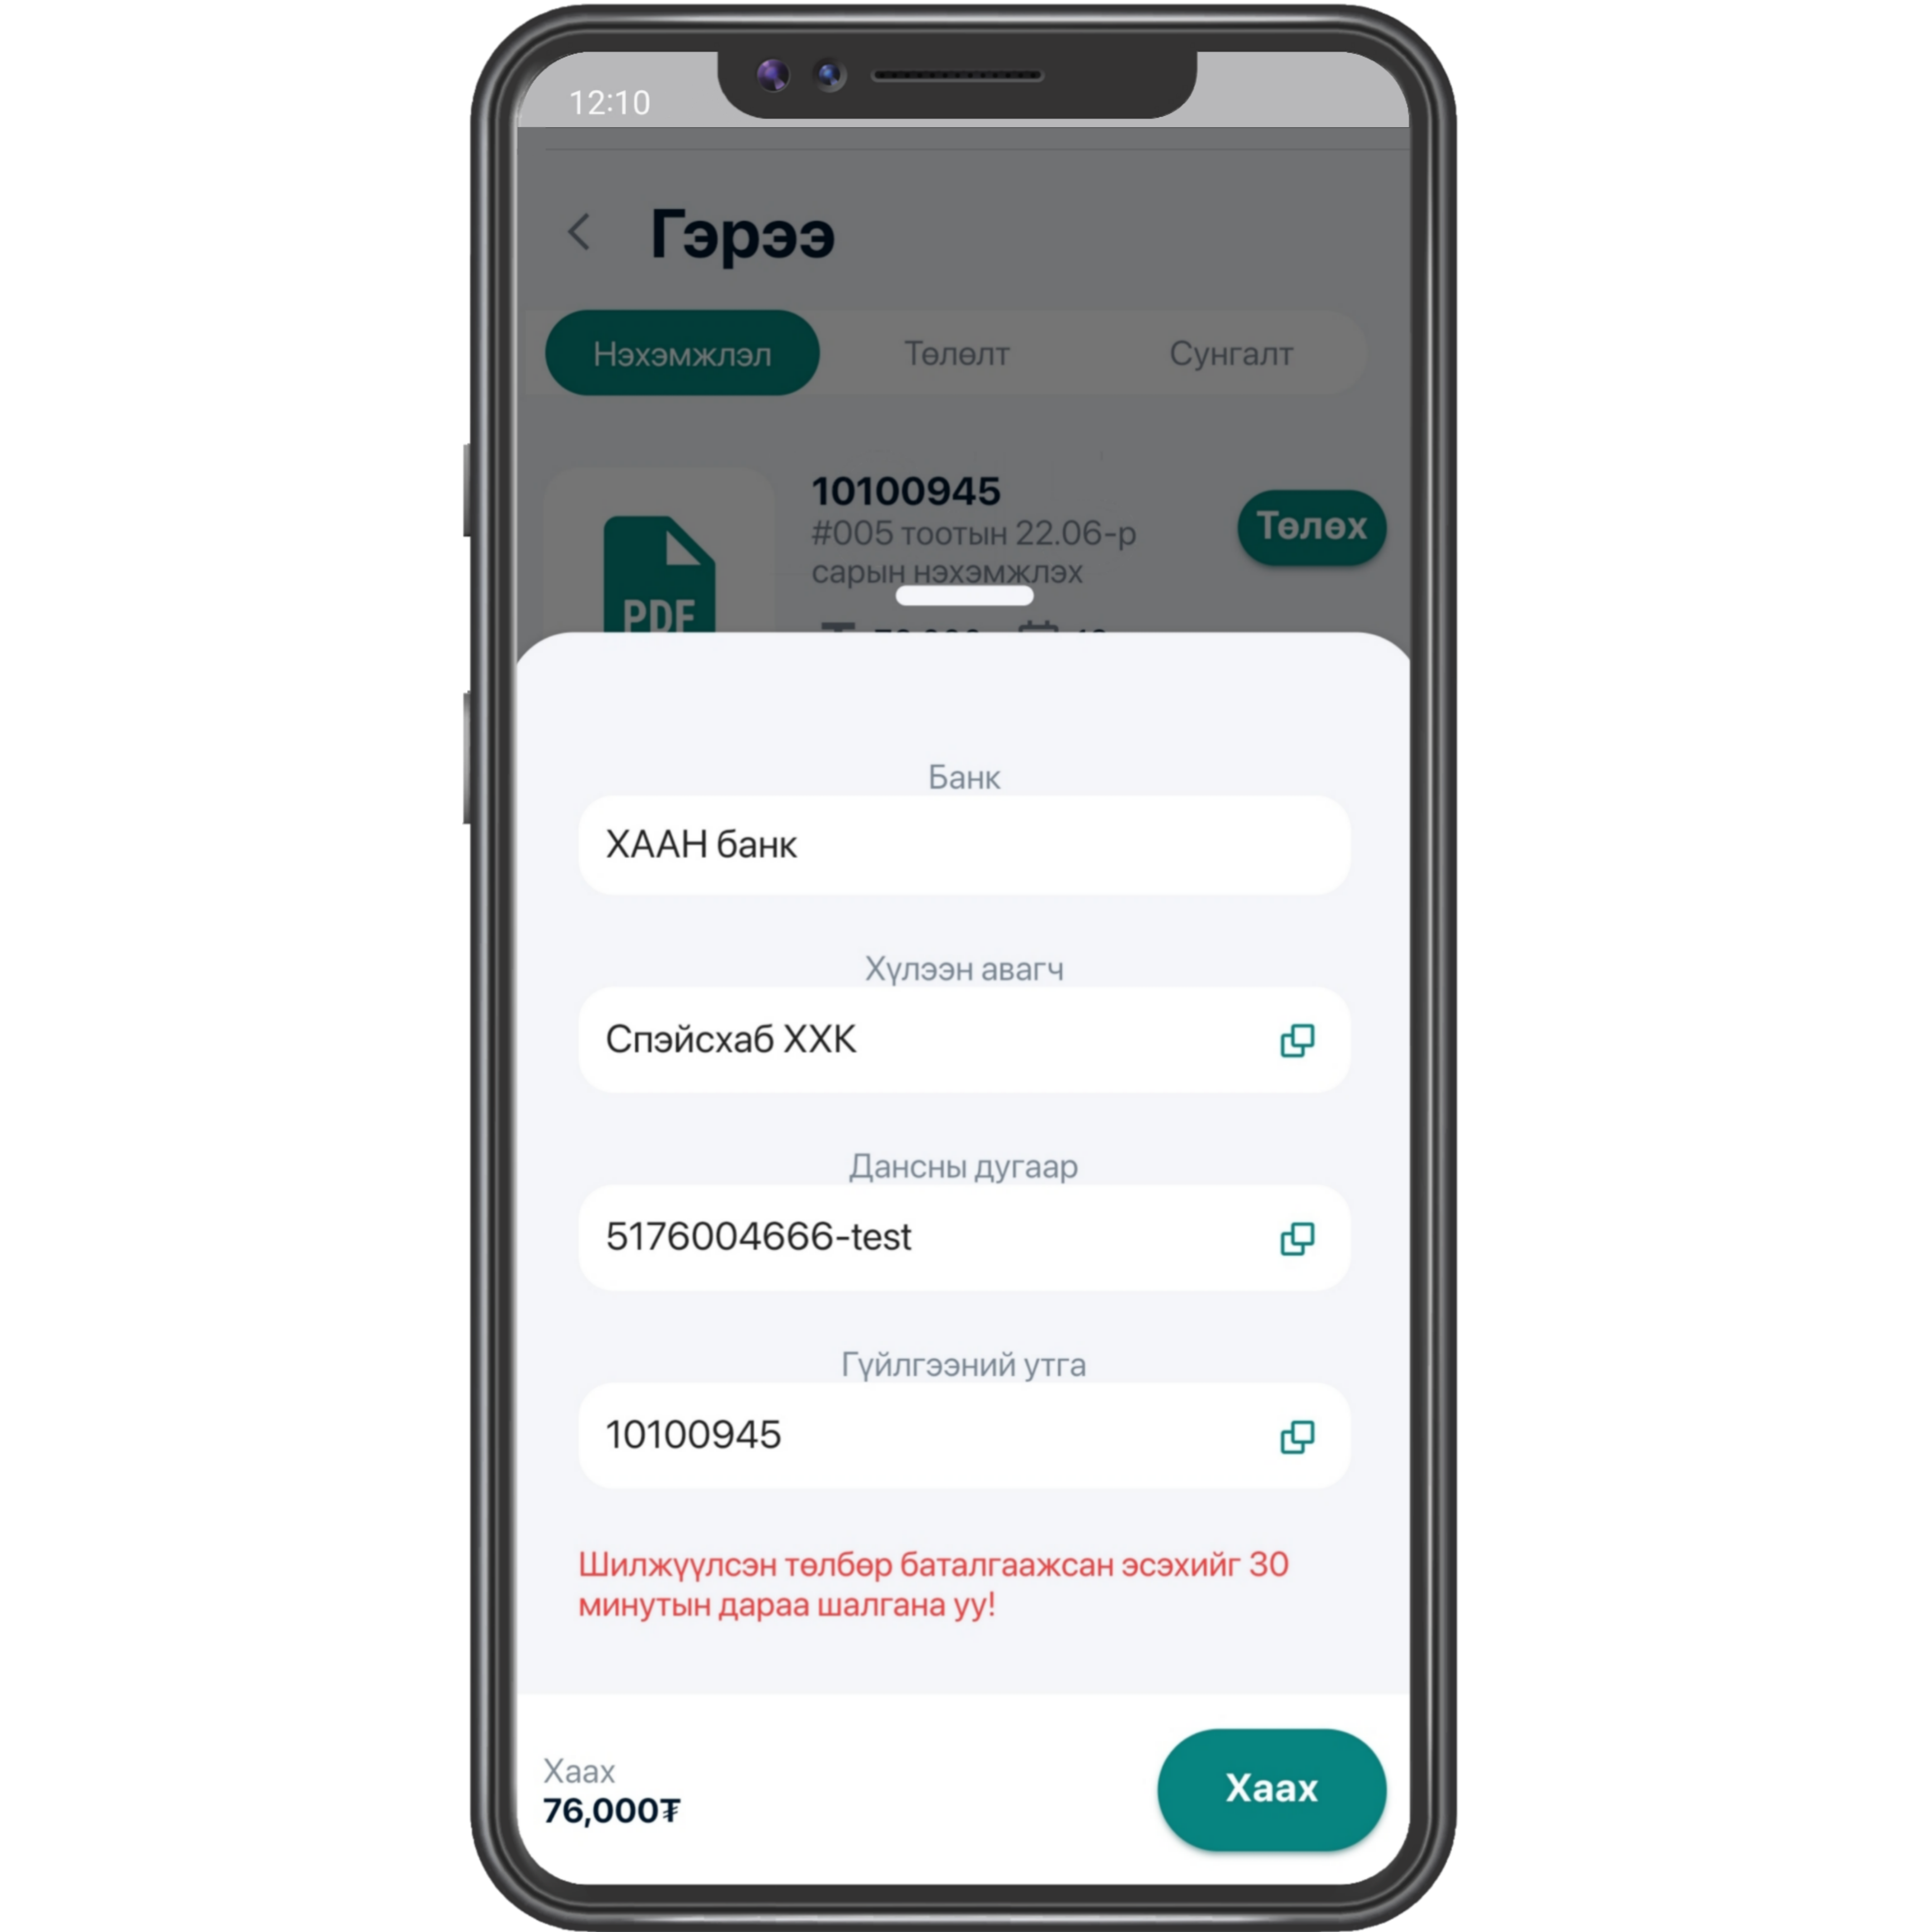 12:10
Гэрээ
Нэхэмжлэл
Төлөлт
Сунгалт
10100945
#005 тоотын 22.06-р
сарын нэхэмжлэх
Төлөх
PDF
Банк
ХААН банк
Хүлээн авагч
Спэйсхаб ХХК
Дансны дугаар
5176004666-test
Гүйлгээний утга
10100945
Шилжүүлсэн төлбөр баталгаажсан эсэхийг 30
минутын дараа шалгана уу!
Хаах
76,000₮
Хаах